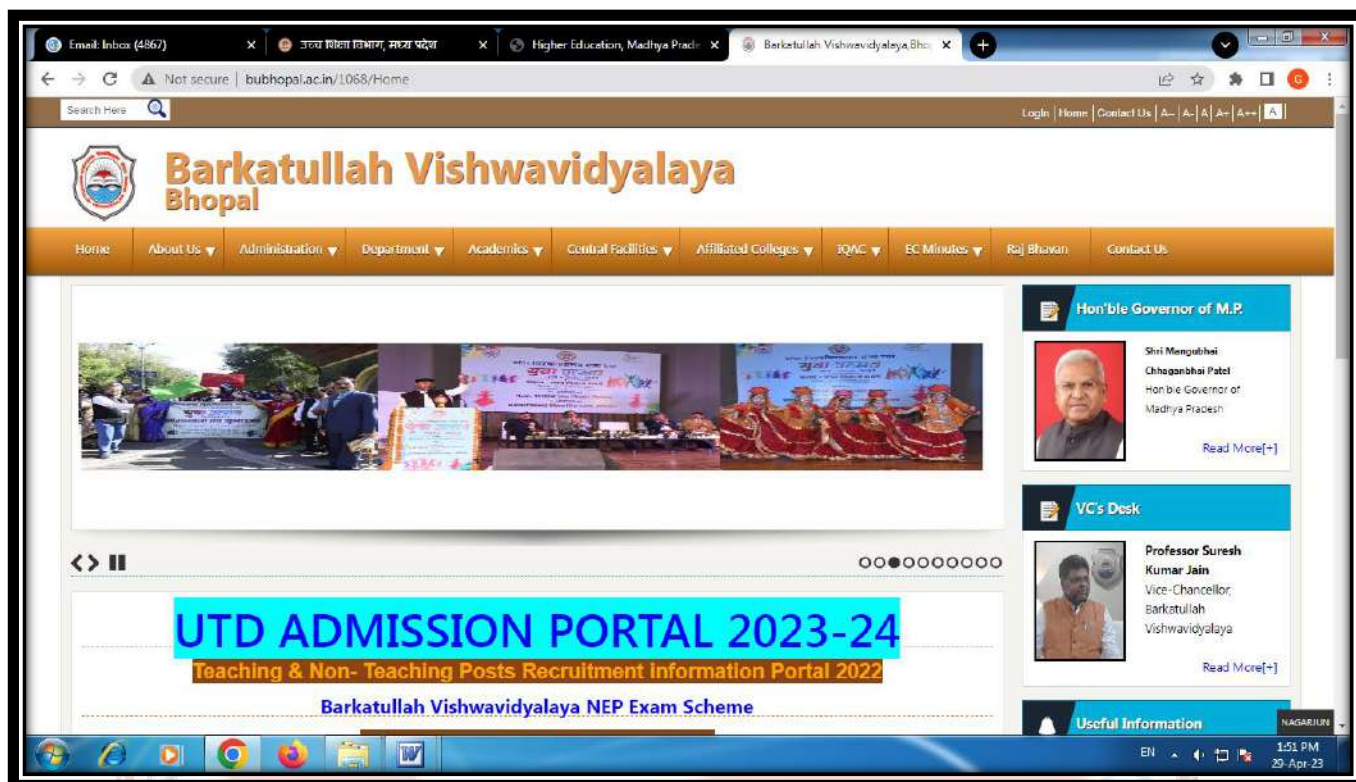 Email: Inbox (4867)
उच्च शिक्षा विभाग, मध्य प्रदेश
Higher Education, Madhya Prade
Barkatullah Vishwavidyalaya,Bho
Not secure | bubhopal.ac.in/1068/Home
G
Search Here
Login | Home | Contact Us | A-- | A- | A | A+ | A++ | A
Barkatullah Vishwavidyalaya
Bhopal
Home About Us Administration Department Academics Central Facilities Affiliated Colleges IQAC EC Minutes Raj Bhavan Contact Us
Hon'ble Governor of M.P.
Shri Mangubhai
Chhaganbhai Patel
Hon'ble Governor of
Madhya Pradesh
Read More[+]
युवा उत्सव
युवा उत्सव
VC's Desk
Professor Suresh
Kumar Jain
Vice-Chancellor,
Barkatullah
Vishwavidyalaya
Read More[+]
UTD ADMISSION PORTAL 2023-24
Teaching & Non- Teaching Posts Recruitment Information Portal 2022
Barkatullah Vishwavidyalaya NEP Exam Scheme
Useful Information
NAGARJUN
EN
1:51 PM
29-Apr-23